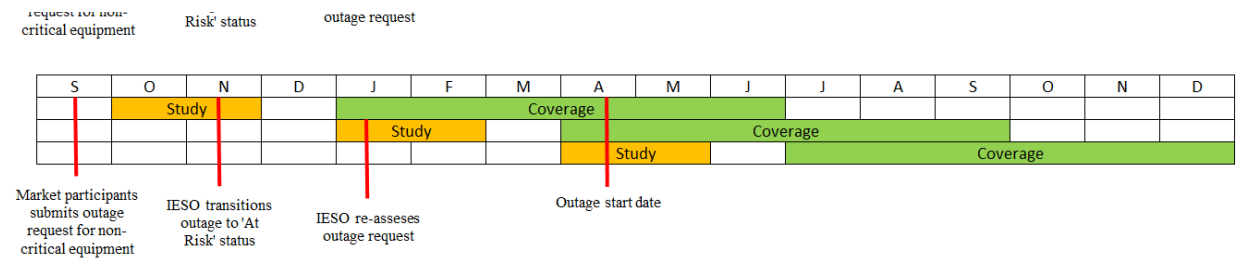 request for non-
critical equipment
Risk' status
outage request
S O N D J F M A M J J A S O N D
Study Coverage
Study Coverage
Study Coverage
Market participants
submits outage
request for non-
critical equipment
IESO transitions
outage to 'At
Risk' status
IESO re-asseses
outage request
Outage start date